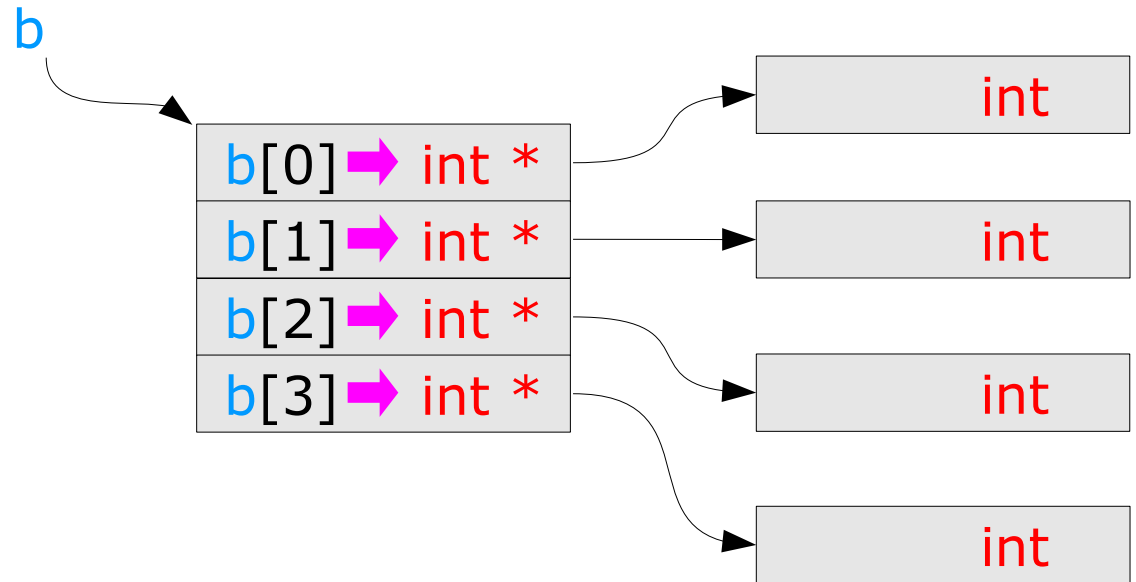 b
int
b[0] int *
b[1] int *
int
b[2] int *
b[3] int *
int
int